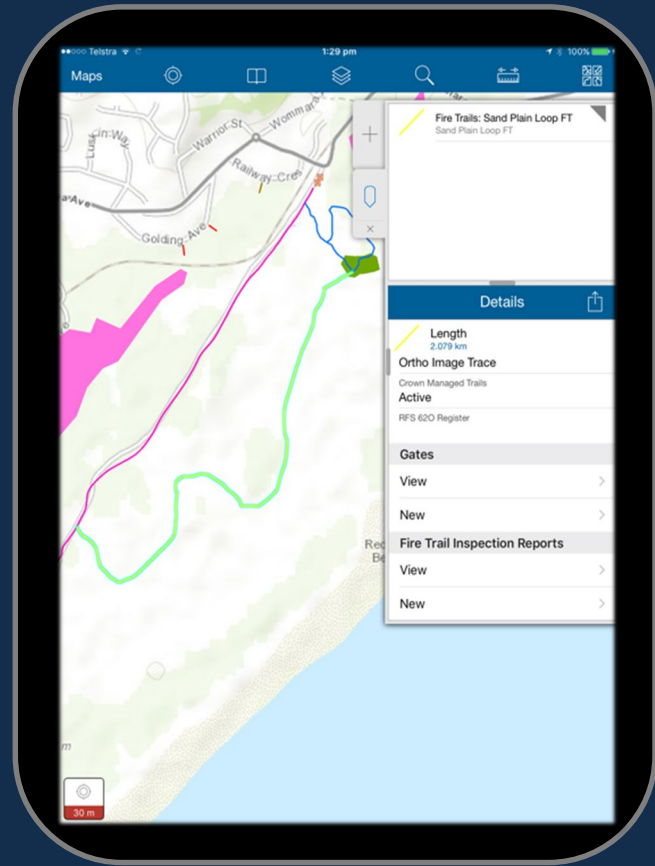 Telstra
1:29 pm
100%
Maps
Warrior St
Railway Cres
Golding Ave
Fire Trails: Sand Plain Loop FT
Sand Plain Loop FT
Details
Length
2.079 km
Ortho Image Trace
Crown Managed Trails
Active
RFS 62O Register
Gates
View
New
Fire Trail Inspection Reports
View
New
30 m